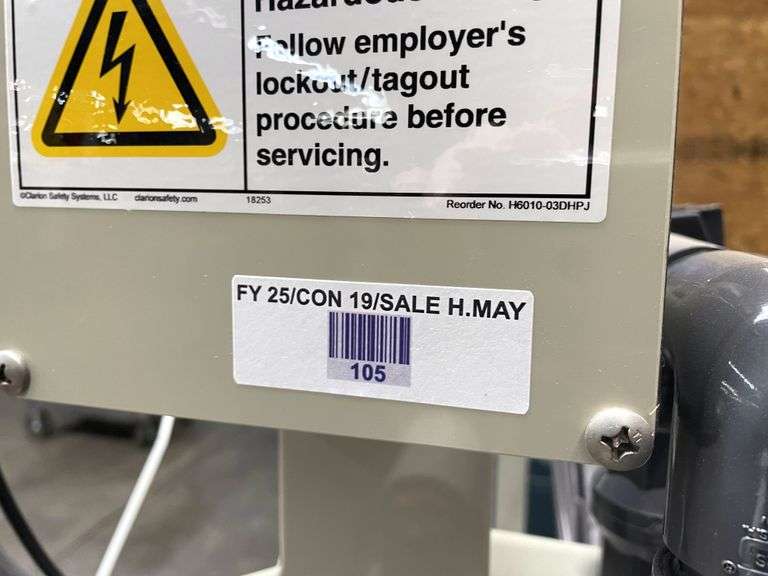 Hazardous
Follow employer's
lockout/tagout
procedure before
servicing.
©Clarion Safety Systems, LLC clarionsafety.com 18253 Reorder No. H6010-03DHPJ
FY 25/CON 19/SALE H.MAY
105